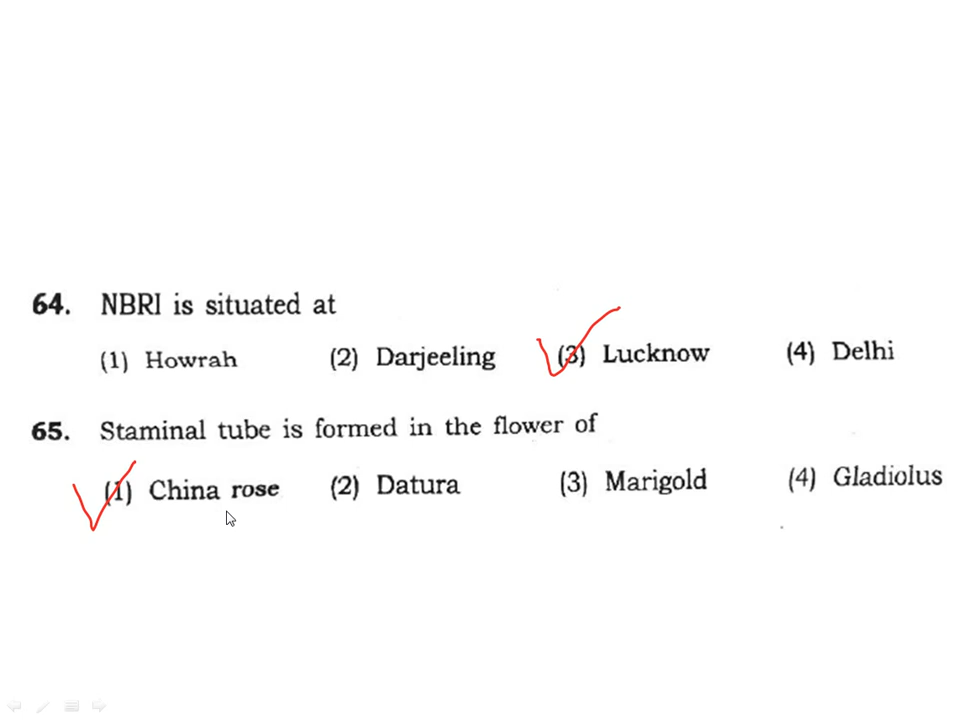 64. NBRI is situated at
(1) Howrah (2) Darjeeling (3) Lucknow (4) Delhi
65. Staminal tube is formed in the flower of
(1) China rose (2) Datura (3) Marigold (4) Gladiolus